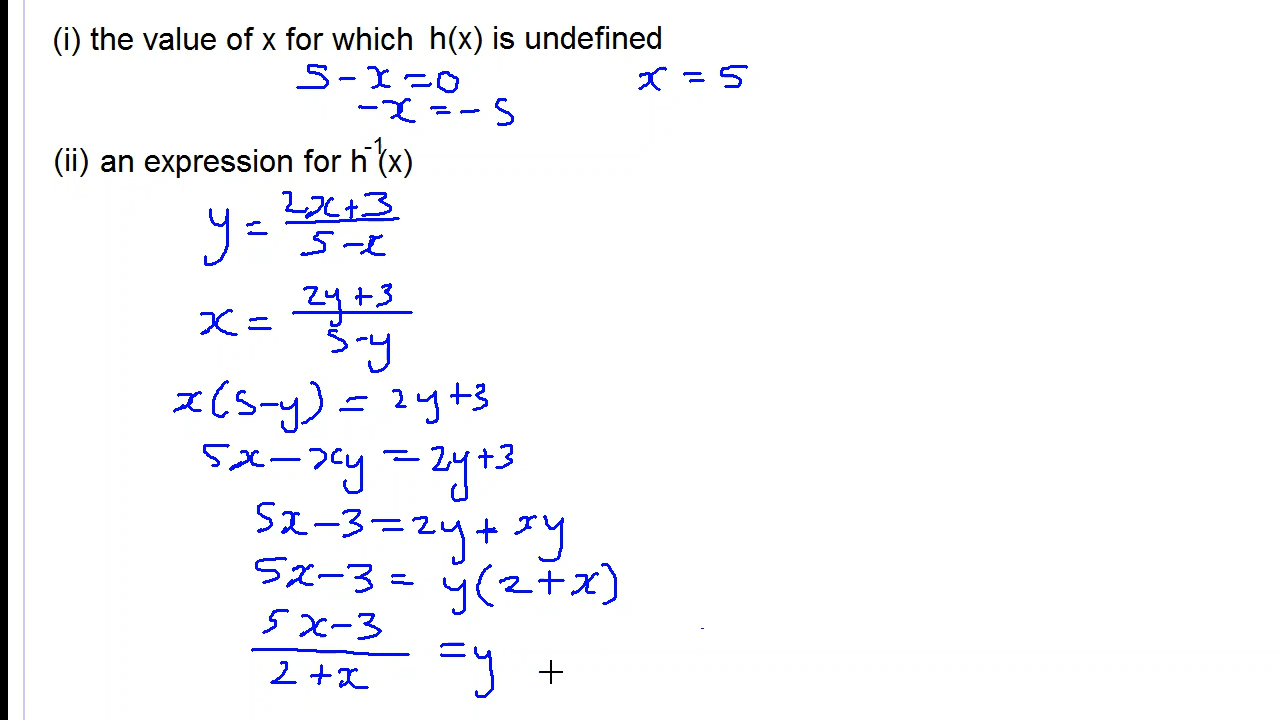 (i) the value of x for which h(x) is undefined
5 - x = 0 x = 5
-x = -5
(ii) an expression for h⁻¹(x)
y = (2x+3)/(5-x)
x = (2y+3)/(5-y)
x(5-y) = 2y+3
5x - xy = 2y+3
5x - 3 = 2y + xy
5x - 3 = y(2+x)
(5x-3)/(2+x) = y